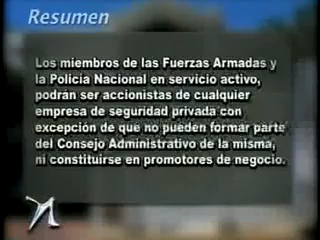 Resumen
Los miembros de las Fuerzas Armadas y
la Policía Nacional en servicio activo,
podrán ser accionistas de cualquier
empresa de seguridad privada con
excepción de que no pueden formar parte
del Consejo Administrativo de la misma,
ni constituirse en promotores de negocio.